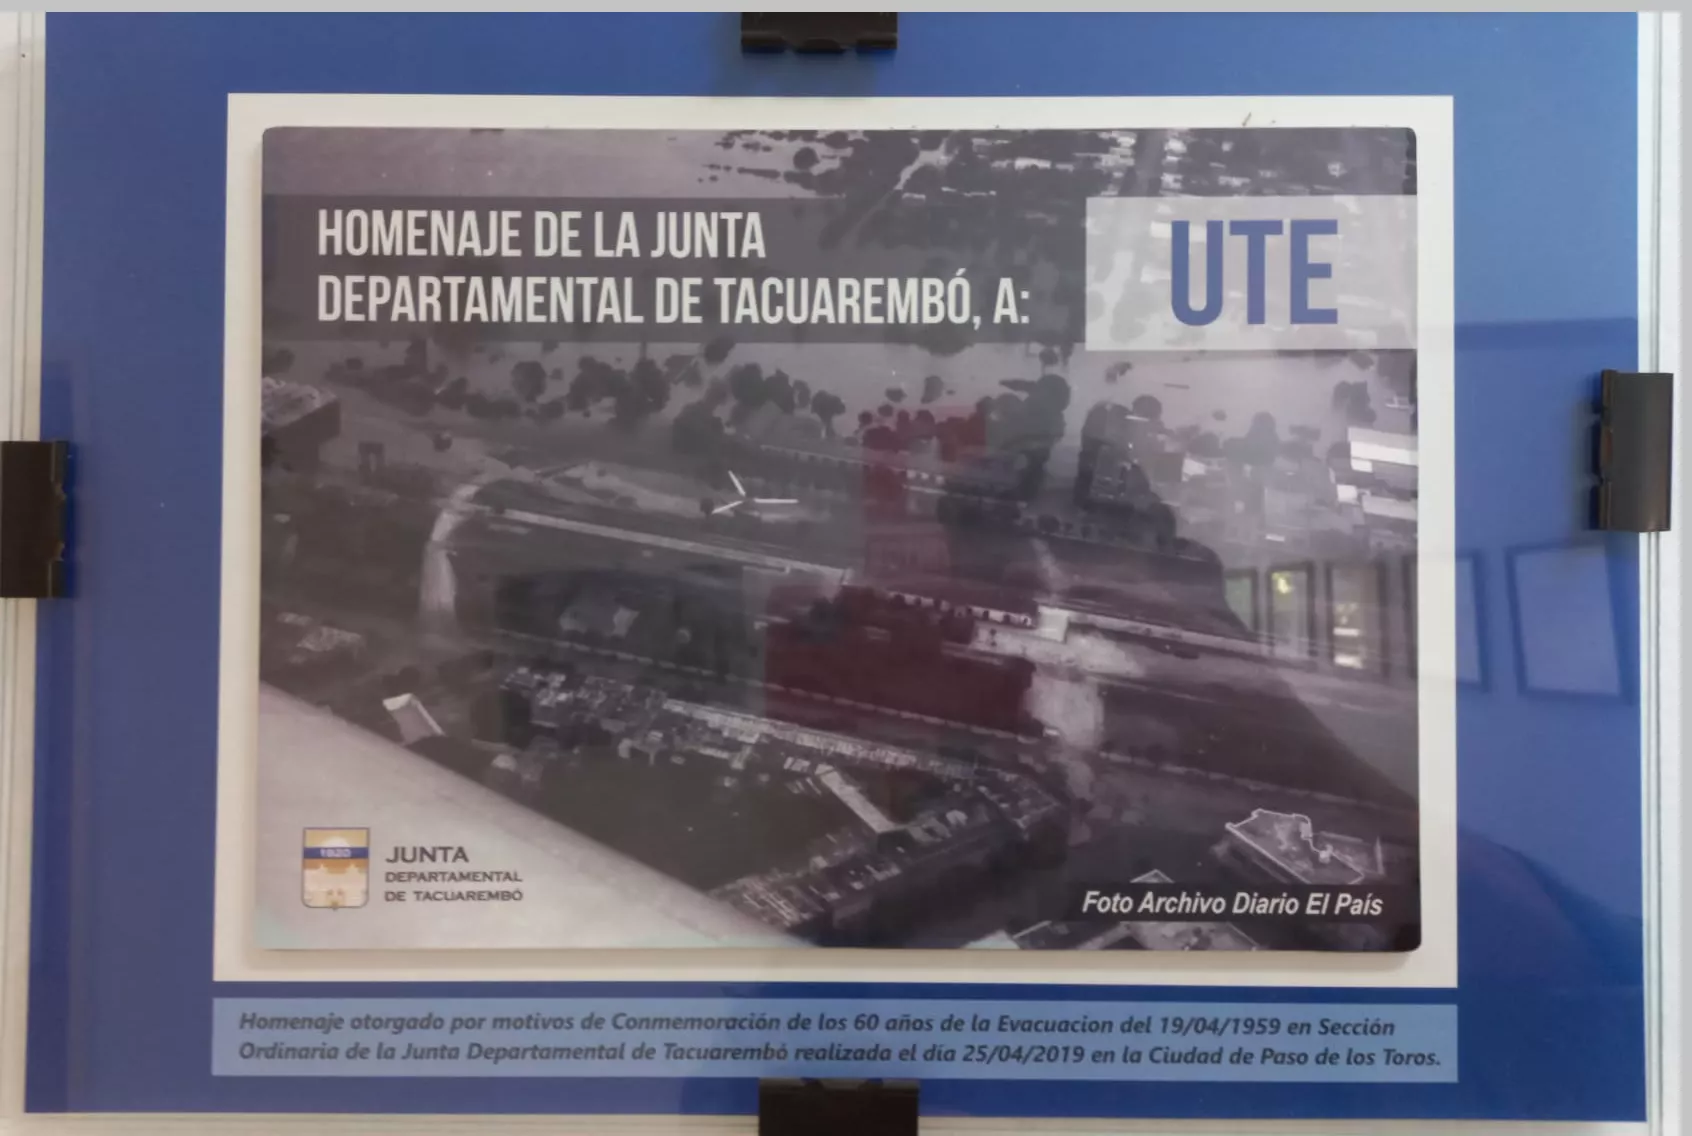 HOMENAJE DE LA JUNTA
DEPARTAMENTAL DE TACUAREMBÓ, A:
UTE
1920
JUNTA
DEPARTAMENTAL
DE TACUAREMBÓ
Foto Archivo Diario El País
Homenaje otorgado por motivos de Conmemoración de los 60 años de la Evacuacion del 19/04/1959 en Sección
Ordinaria de la Junta Departamental de Tacuarembó realizada el día 25/04/2019 en la Ciudad de Paso de los Toros.